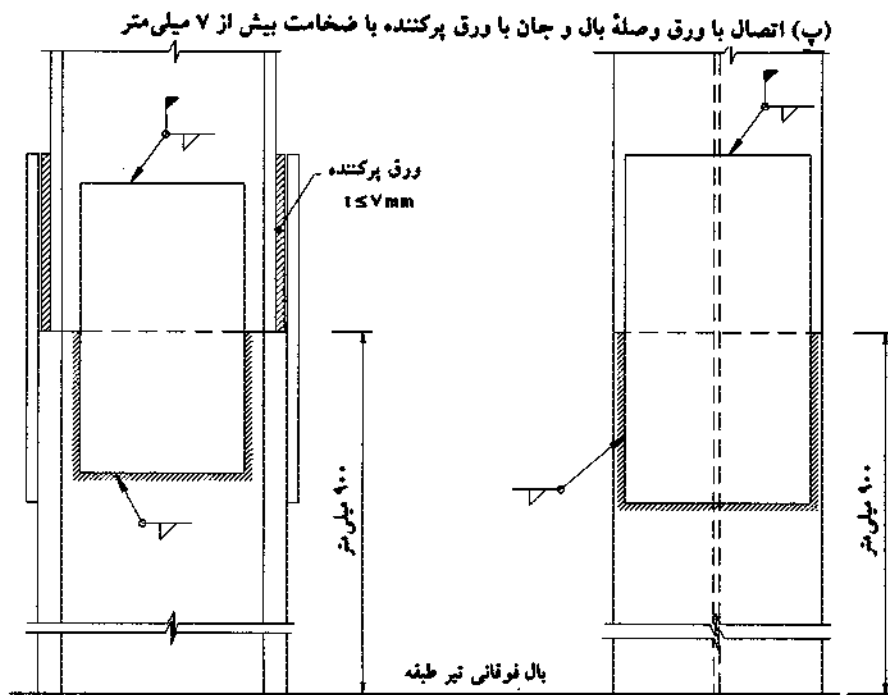 (پ) اتصال با ورق وصلهٔ بال و جان با ورق پرکننده با ضخامت بیش از ۷ میلی‌متر
ورق پرکننده
t≤۷mm
۹۰۰ میلی‌متر
۹۰۰ میلی‌متر
بال فوقانی تیر طبقه